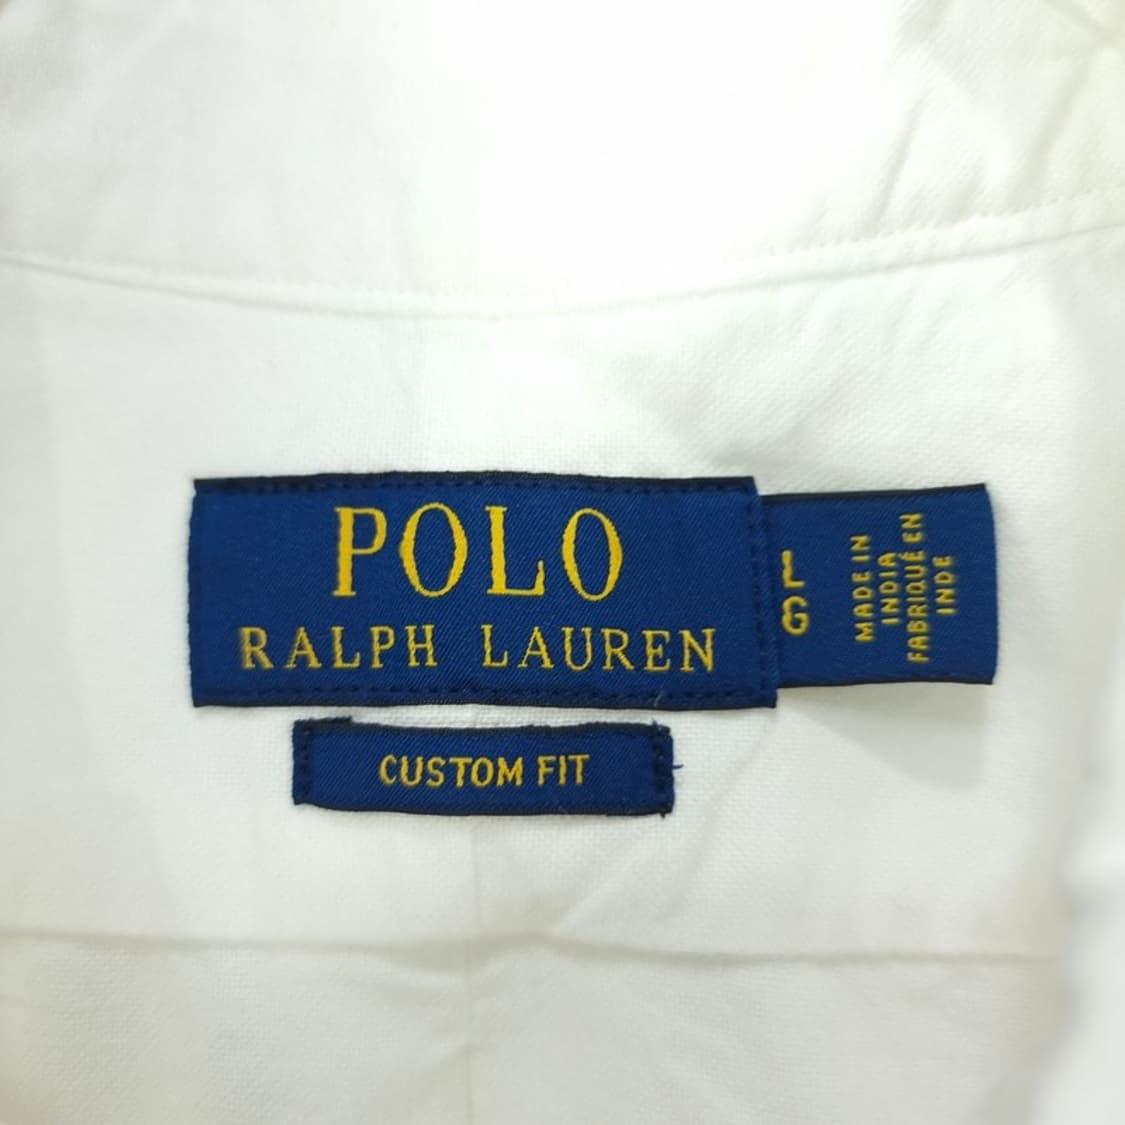 POLO
RALPH LAUREN
CUSTOM FIT
L
G
MADE IN
INDIA
FABRIQUÉ EN
INDE